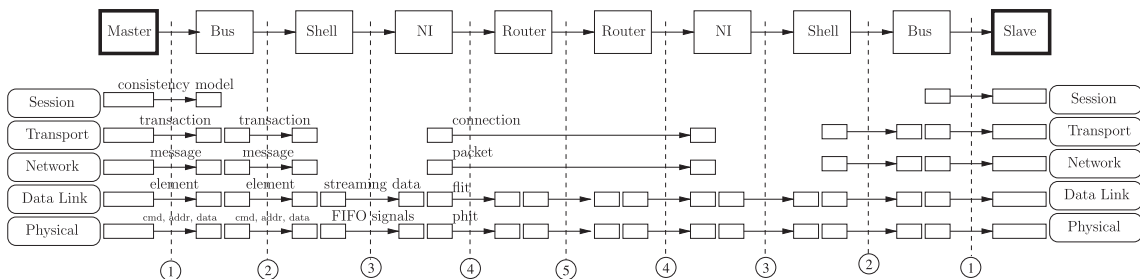 Master Bus Shell NI Router Router NI Shell Bus Slave
consistency model
Session Session
transaction transaction connection
Transport Transport
message message packet
Network Network
element element streaming data flit
Data Link Data Link
cmd, addr, data cmd, addr, data FIFO signals phit
Physical Physical
1 2 3 4 5 4 3 2 1